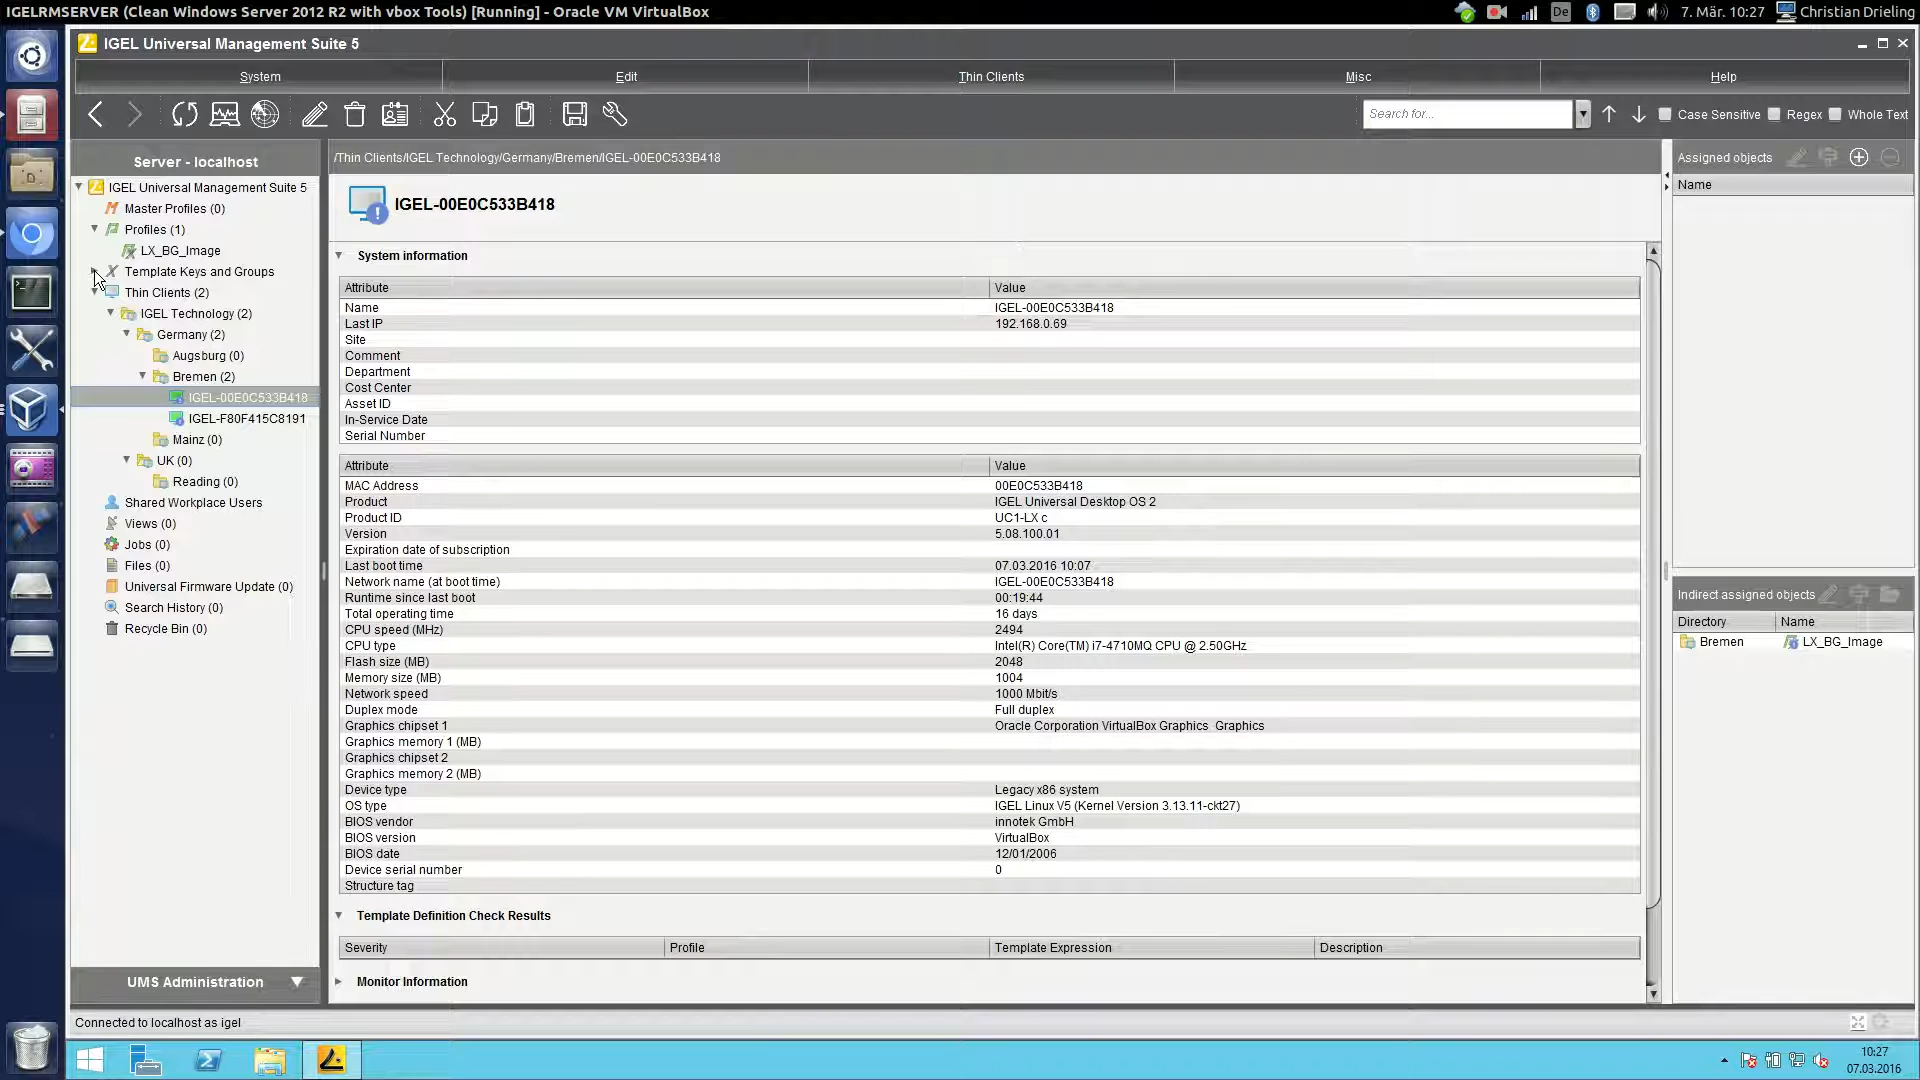 IGELRMSERVER (Clean Windows Server 2012 R2 with vbox Tools) [Running] - Oracle VM VirtualBox
De 7. Mär. 10:27 Christian Drieling
IGEL Universal Management Suite 5
System Edit Thin Clients Misc Help
Search for... Case Sensitive Regex Whole Text
Server - localhost
IGEL Universal Management Suite 5
Master Profiles (0)
Profiles (1)
LX_BG_Image
Template Keys and Groups
Thin Clients (2)
IGEL Technology (2)
Germany (2)
Augsburg (0)
Bremen (2)
IGEL-00E0C533B418
IGEL-F80F415C8191
Mainz (0)
UK (0)
Reading (0)
Shared Workplace Users
Views (0)
Jobs (0)
Files (0)
Universal Firmware Update (0)
Search History (0)
Recycle Bin (0)
UMS Administration
/Thin Clients/IGEL Technology/Germany/Bremen/IGEL-00E0C533B418
IGEL-00E0C533B418
System information
Attribute Value
Name IGEL-00E0C533B418
Last IP 192.168.0.69
Site
Comment
Department
Cost Center
Asset ID
In-Service Date
Serial Number
Attribute Value
MAC Address 00E0C533B418
Product IGEL Universal Desktop OS 2
Product ID UC1-LX c
Version 5.08.100.01
Expiration date of subscription
Last boot time 07.03.2016 10:07
Network name (at boot time) IGEL-00E0C533B418
Runtime since last boot 00:19:44
Total operating time 16 days
CPU speed (MHz) 2494
CPU type Intel(R) Core(TM) i7-4710MQ CPU @ 2.50GHz
Flash size (MB) 2048
Memory size (MB) 1004
Network speed 1000 Mbit/s
Duplex mode Full duplex
Graphics chipset 1 Oracle Corporation VirtualBox Graphics Graphics
Graphics memory 1 (MB)
Graphics chipset 2
Graphics memory 2 (MB)
Device type Legacy x86 system
OS type IGEL Linux V5 (Kernel Version 3.13.11-ckt27)
BIOS vendor innotek GmbH
BIOS version VirtualBox
BIOS date 12/01/2006
Device serial number 0
Structure tag
Template Definition Check Results
Severity Profile Template Expression Description
Monitor Information
Assigned objects
Name
Indirect assigned objects
Directory Name
Bremen LX_BG_Image
Connected to localhost as igel
10:27
07.03.2016